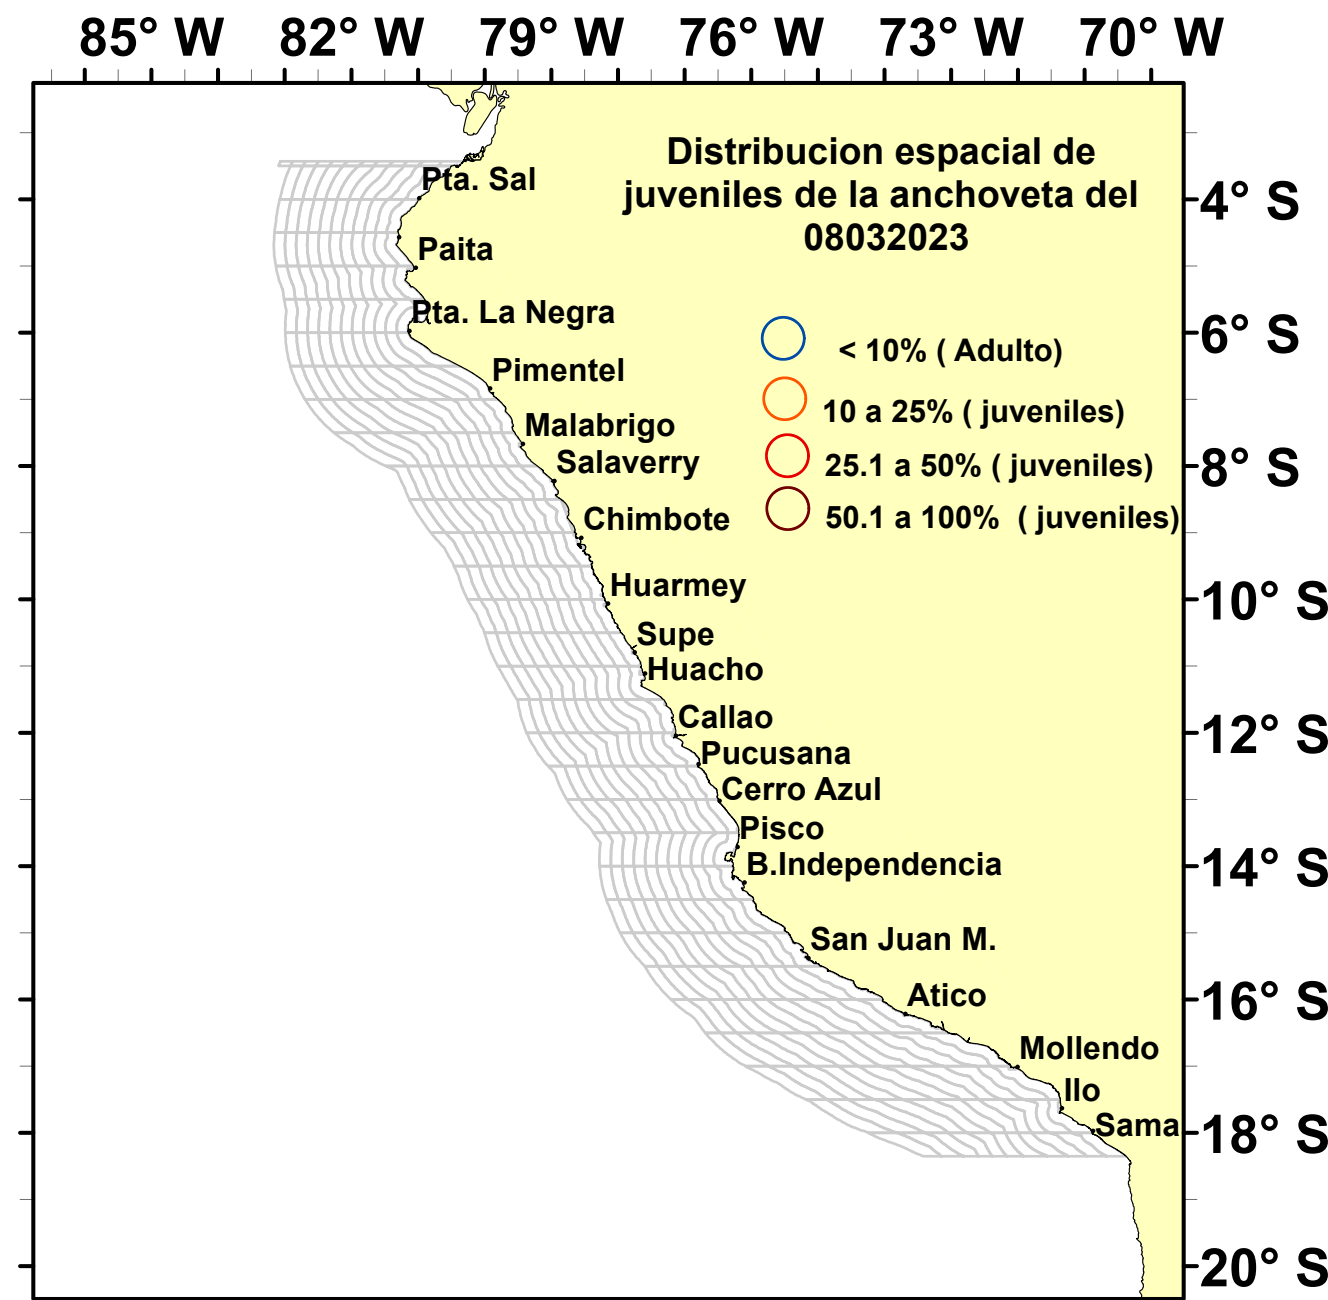 85° W 82° W 79° W 76° W 73° W 70° W
Distribucion espacial de
juveniles de la anchoveta del
08032023
Pta. Sal
4° S
Paita
Pta. La Negra
6° S
< 10% ( Adulto)
Pimentel
10 a 25% ( juveniles)
Malabrigo
Salaverry
25.1 a 50% ( juveniles)
8° S
Chimbote
50.1 a 100% ( juveniles)
Huarmey
10° S
Supe
Huacho
Callao
12° S
Pucusana
Cerro Azul
Pisco
B.Independencia
14° S
San Juan M.
Atico
16° S
Mollendo
Ilo
Sama
18° S
20° S